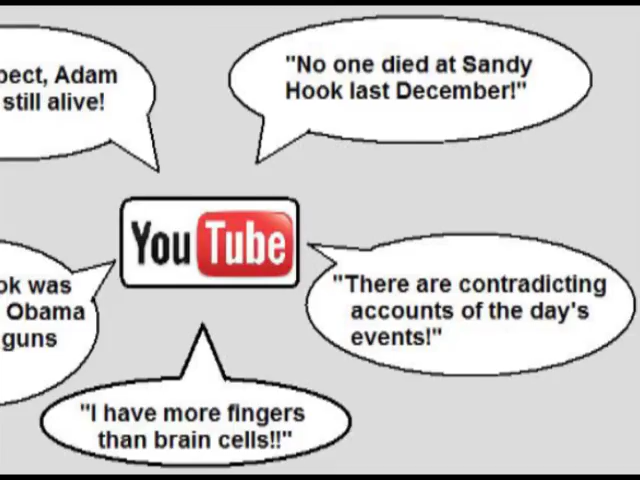 pect, Adam
still alive!
"No one died at Sandy
Hook last December!"
YouTube
ok was
Obama
guns
"There are contradicting
accounts of the day's
events!"
"I have more fingers
than brain cells!!"